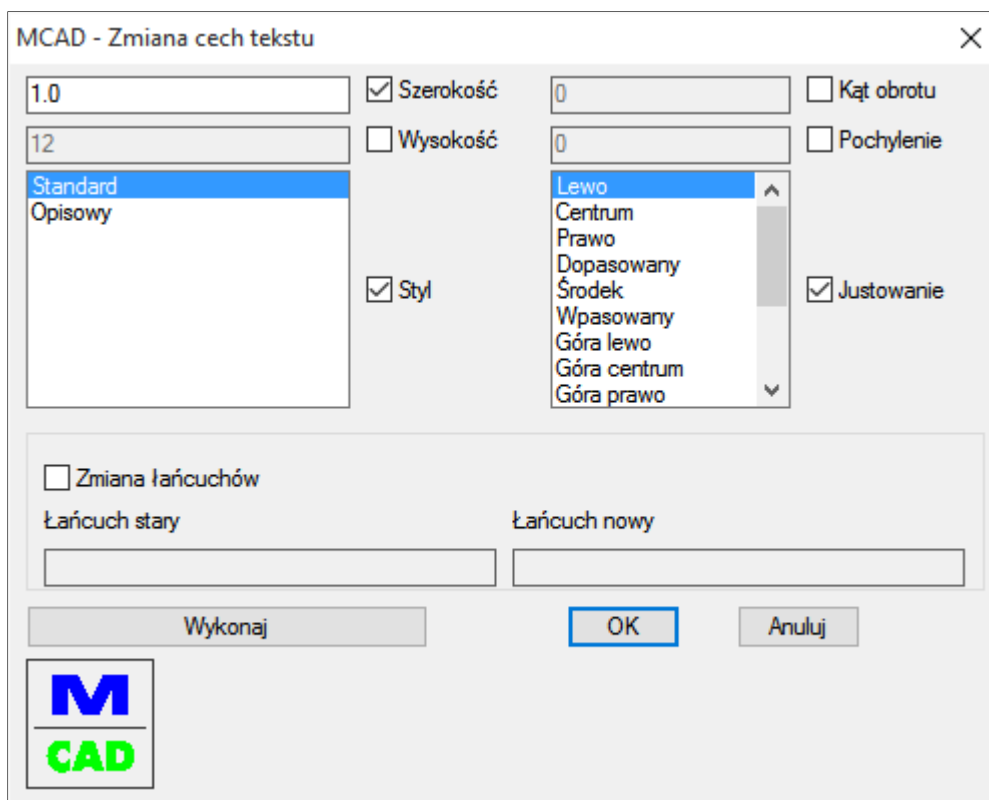 MCAD - Zmiana cech tekstu
1.0 Szerokość 0 Kąt obrotu
12 Wysokość 0 Pochylenie
Standard
Opisowy
Styl
Lewo
Centrum
Prawo
Dopasowany
Środek
Wpasowany
Góra lewo
Góra centrum
Góra prawo
Justowanie
Zmiana łańcuchów
Łańcuch stary Łańcuch nowy
Wykonaj OK Anuluj
M
CAD